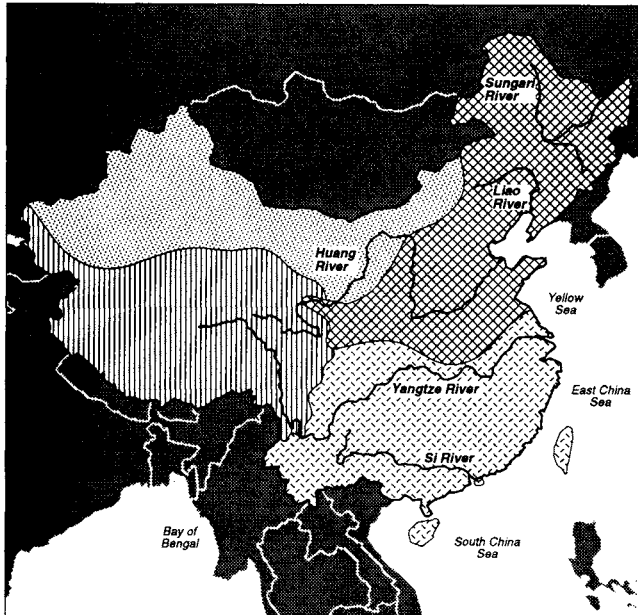 Sungari
River
Liao
River
Huang
River
Yellow
Sea
Yangtze River
East China
Sea
Si River
Bay of
Bengal
South China
Sea